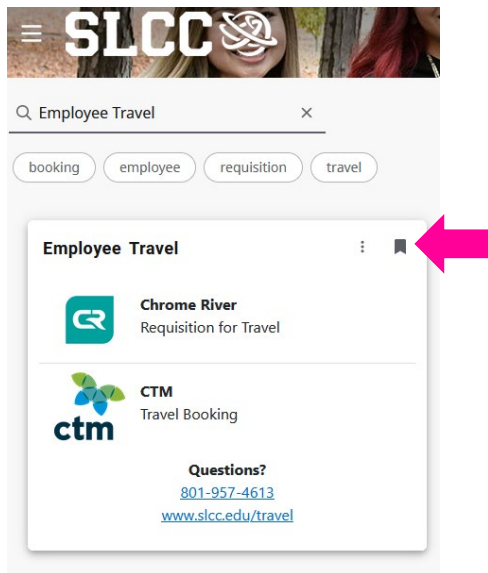 SLCC
Employee Travel
booking employee requisition travel
Employee Travel
CR
Chrome River
Requisition for Travel
ctm
CTM
Travel Booking
Questions?
801-957-4613
www.slcc.edu/travel